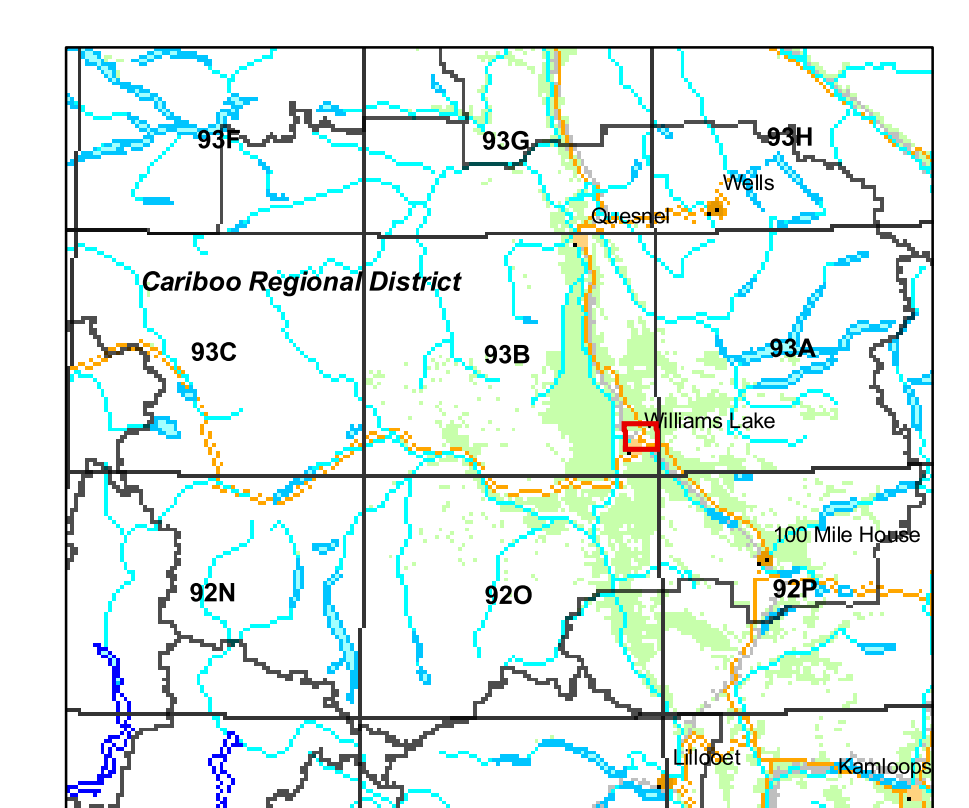 93F
93G
93H
Wells
Quesnel
Cariboo Regional District
93C
93B
93A
Williams Lake
100 Mile House
92N
92O
92P
Lillooet
Kamloops